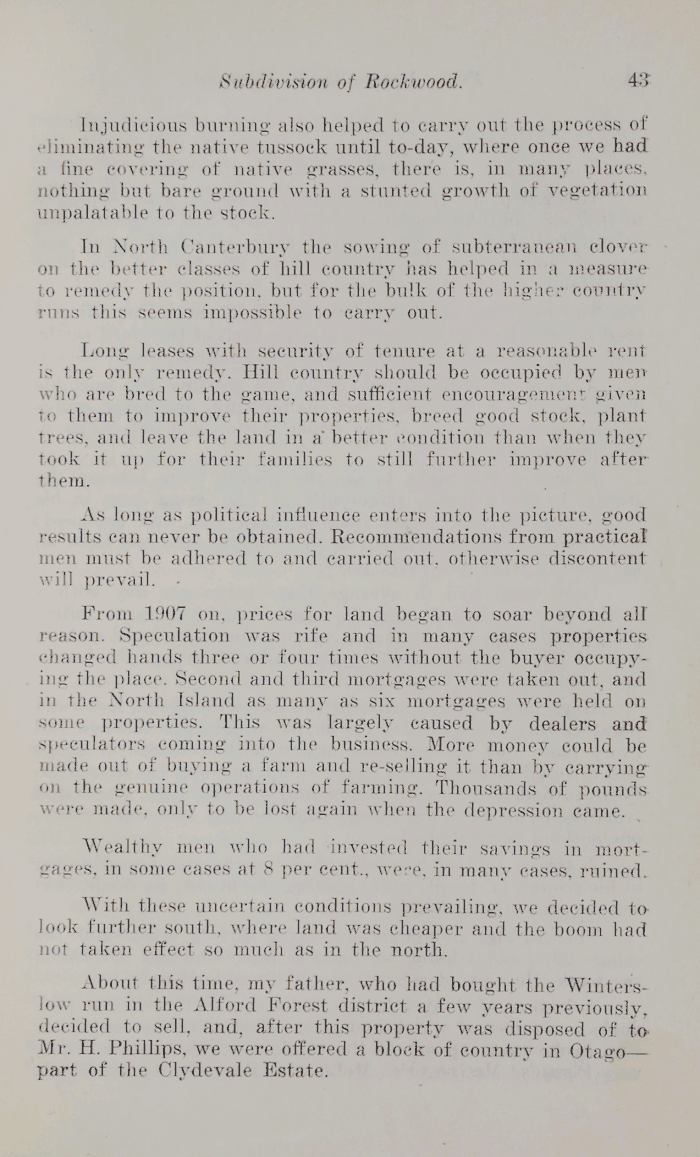 Subdivision of Rockwood. 43
Injudicious burning also helped to carry out the process of
eliminating the native tussock until to-day, where once we had
a fine covering of native grasses, there is, in many places,
nothing but bare ground with a stunted growth of vegetation
unpalatable to the stock.
In North Canterbury the sowing of subterranean clover
on the better classes of hill country has helped in a measure
to remedy the position, but for the bulk of the higher country
runs this seems impossible to carry out.
Long leases with security of tenure at a reasonable rent
is the only remedy. Hill country should be occupied by men
who are bred to the game, and sufficient encouragement given
to them to improve their properties, breed good stock, plant
trees, and leave the land in a better condition than when they
took it up for their families to still further improve after
them.
As long as political influence enters into the picture, good
results can never be obtained. Recommendations from practical
men must be adhered to and carried out, otherwise discontent
will prevail.
From 1907 on, prices for land began to soar beyond all
reason. Speculation was rife and in many cases properties
changed hands three or four times without the buyer occupy-
ing the place. Second and third mortgages were taken out, and
in the North Island as many as six mortgages were held on
some properties. This was largely caused by dealers and
speculators coming into the business. More money could be
made out of buying a farm and re-selling it than by carrying
on the genuine operations of farming. Thousands of pounds
were made, only to be lost again when the depression came.
Wealthy men who had invested their savings in mort-
gages, in some cases at 8 per cent., were, in many cases, ruined.
With these uncertain conditions prevailing, we decided to
look further south, where land was cheaper and the boom had
not taken effect so much as in the north.
About this time, my father, who had bought the Winters-
low run in the Alford Forest district a few years previously,
decided to sell, and, after this property was disposed of to
Mr. H. Phillips, we were offered a block of country in Otago—
part of the Clydevale Estate.